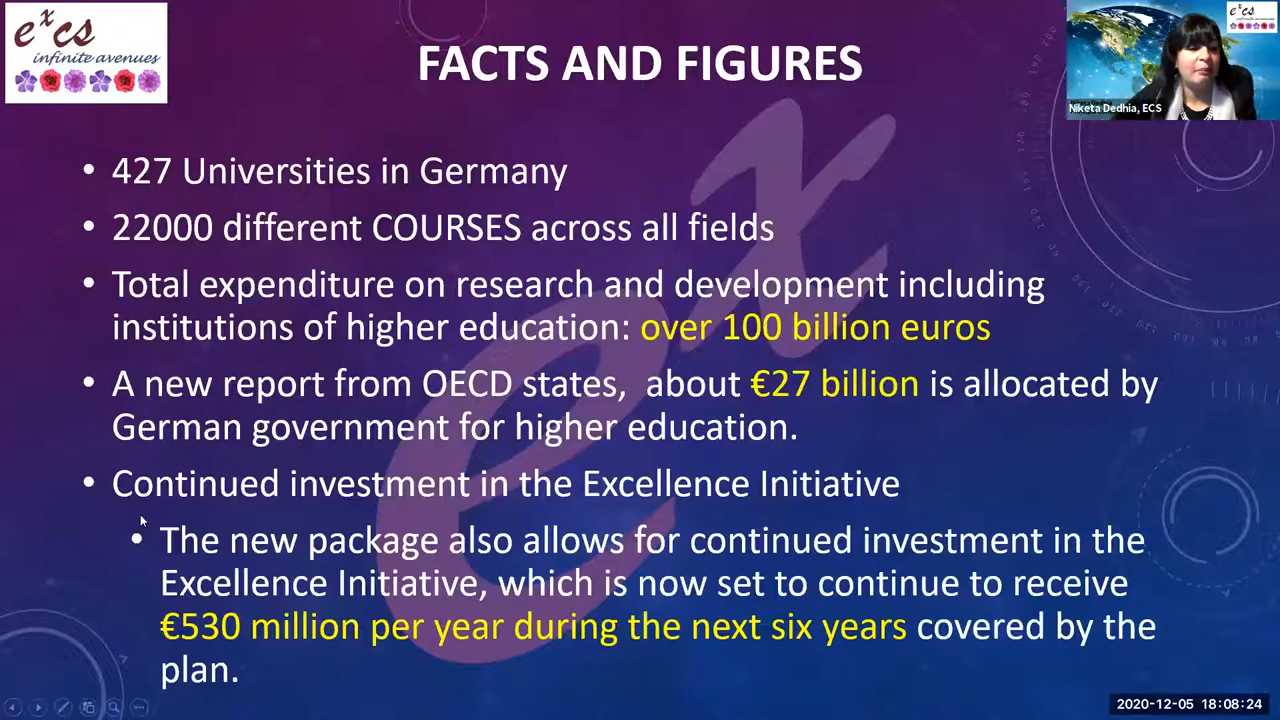 e^x cs
infinite avenues
FACTS AND FIGURES
Niketa Dedhia, ECS
• 427 Universities in Germany
• 22000 different COURSES across all fields
• Total expenditure on research and development including
institutions of higher education: over 100 billion euros
• A new report from OECD states,  about €27 billion is allocated by
German government for higher education.
• Continued investment in the Excellence Initiative
• The new package also allows for continued investment in the
Excellence Initiative, which is now set to continue to receive
€530 million per year during the next six years covered by the
plan.
2020-12-05 18:08:24